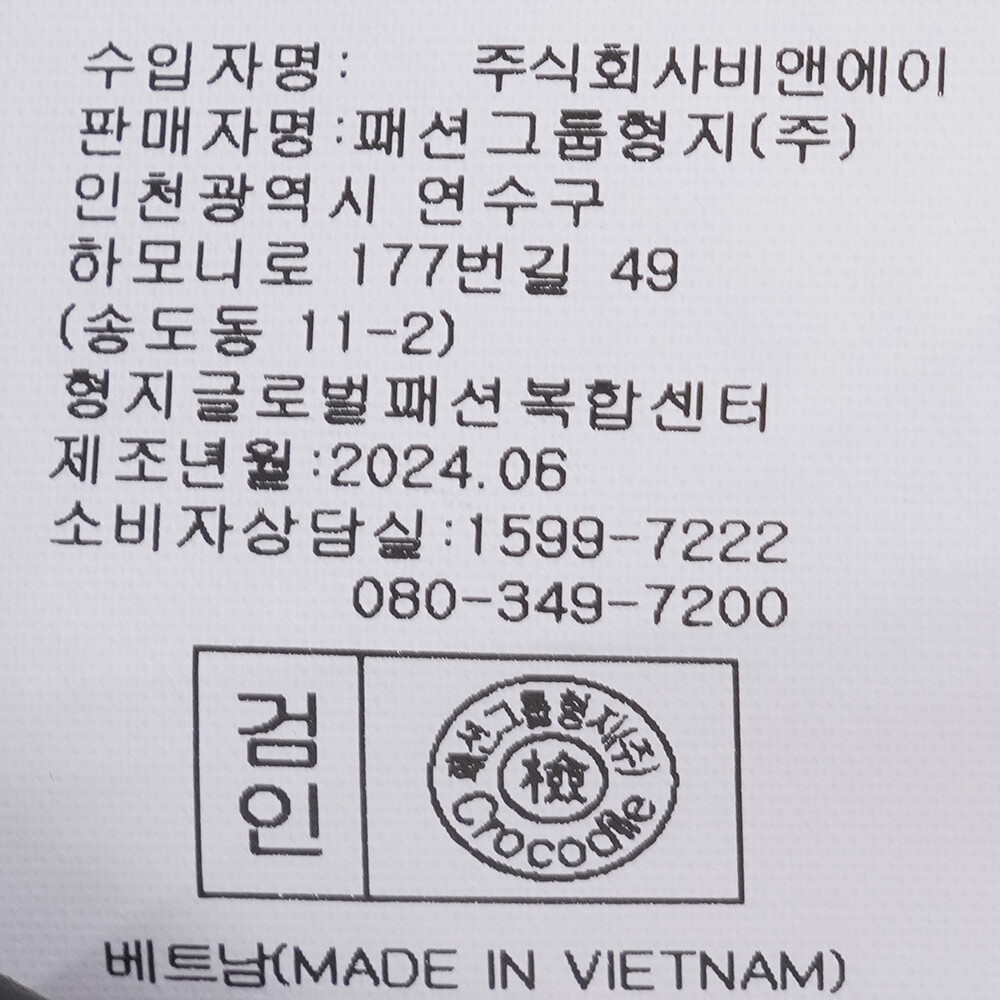 수입자명: 주식회사비앤에이
판매자명:패션그룹형지(주)
인천광역시 연수구
하모니로 177번길 49
(송도동 11-2)
형지글로벌패션복합센터
제조년월:2024.06
소비자상담실:1599-7222
080-349-7200
검인
패션그룹형지(주)
檢
Crocodile
베트남(MADE IN VIETNAM)